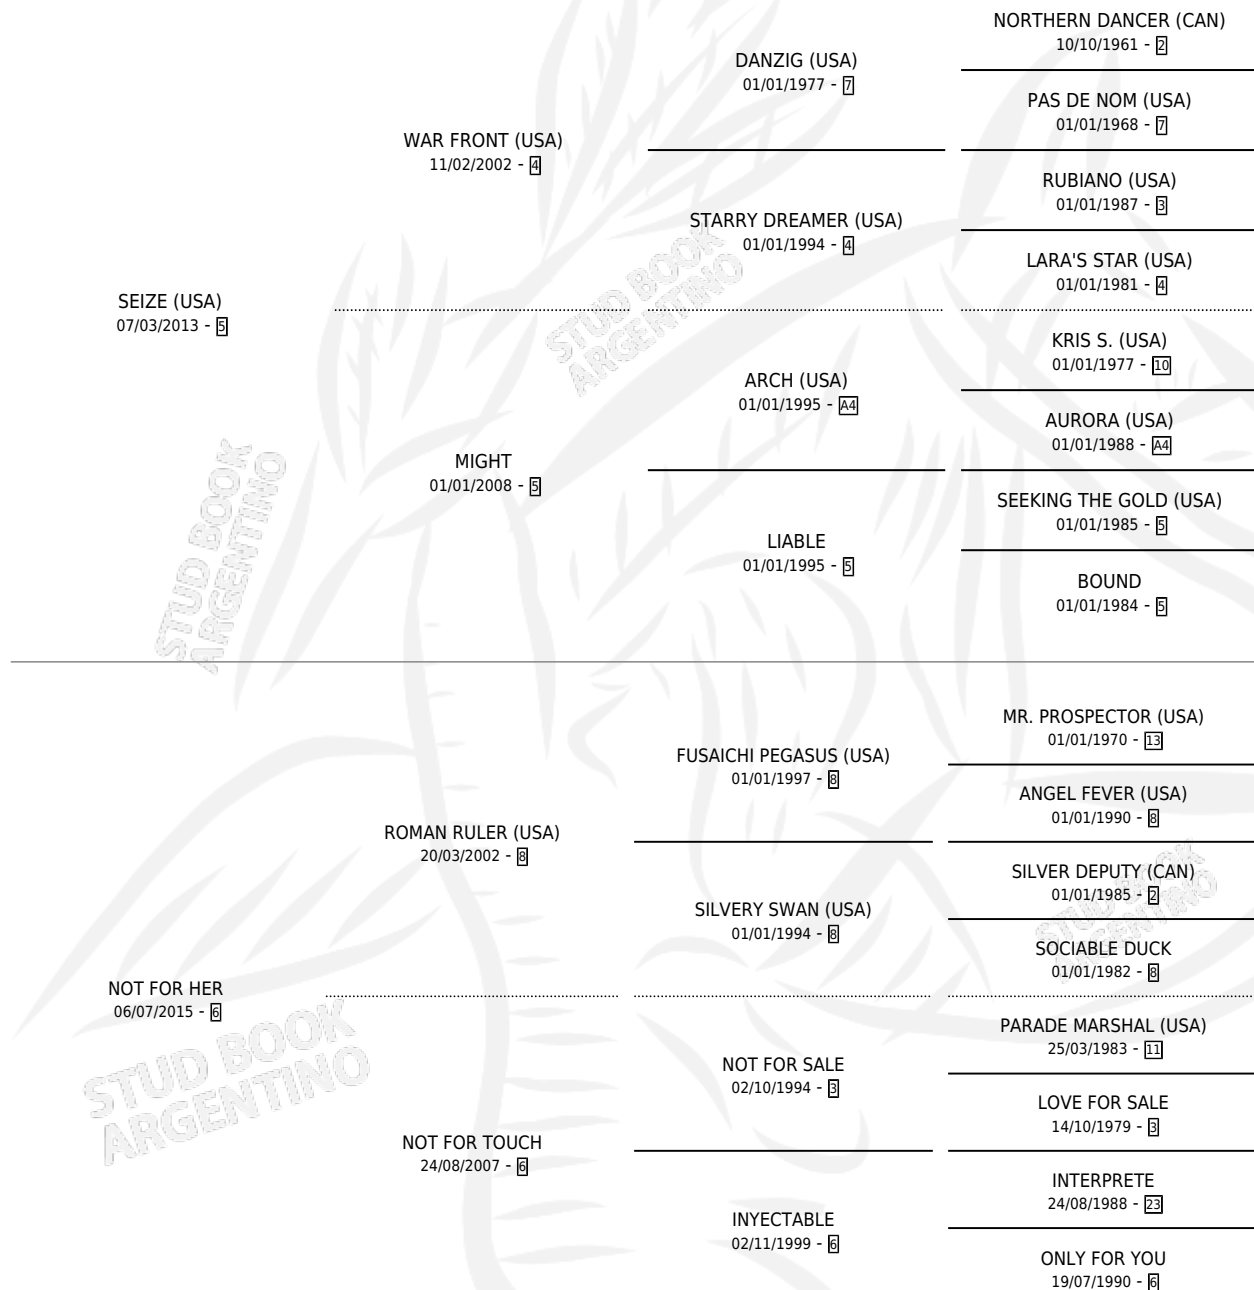 NORTHERN DANCER (CAN)
10/10/1961 - 2
DANZIG (USA)
01/01/1977 - 7
PAS DE NOM (USA)
01/01/1968 - 7
WAR FRONT (USA)
11/02/2002 - 4
RUBIANO (USA)
01/01/1987 - 3
STARRY DREAMER (USA)
01/01/1994 - 4
LARA'S STAR (USA)
01/01/1981 - 4
SEIZE (USA)
07/03/2013 - 5
KRIS S. (USA)
01/01/1977 - 10
ARCH (USA)
01/01/1995 - A4
AURORA (USA)
01/01/1988 - A4
MIGHT
01/01/2008 - 5
SEEKING THE GOLD (USA)
01/01/1985 - 5
LIABLE
01/01/1995 - 5
BOUND
01/01/1984 - 5
MR. PROSPECTOR (USA)
01/01/1970 - 13
FUSAICHI PEGASUS (USA)
01/01/1997 - 8
ANGEL FEVER (USA)
01/01/1990 - 8
ROMAN RULER (USA)
20/03/2002 - 8
SILVER DEPUTY (CAN)
01/01/1985 - 2
SILVERY SWAN (USA)
01/01/1994 - 8
SOCIABLE DUCK
01/01/1982 - 8
NOT FOR HER
06/07/2015 - 6
PARADE MARSHAL (USA)
25/03/1983 - 11
NOT FOR SALE
02/10/1994 - 3
LOVE FOR SALE
14/10/1979 - 3
NOT FOR TOUCH
24/08/2007 - 6
INTERPRETE
24/08/1988 - 23
INYECTABLE
02/11/1999 - 6
ONLY FOR YOU
19/07/1990 - 6
STUD BOOK
ARGENTINO
STUD BOOK
ARGENTINO
STUD BOOK
ARGENTINO
STUD BOOK
ARGENTINO